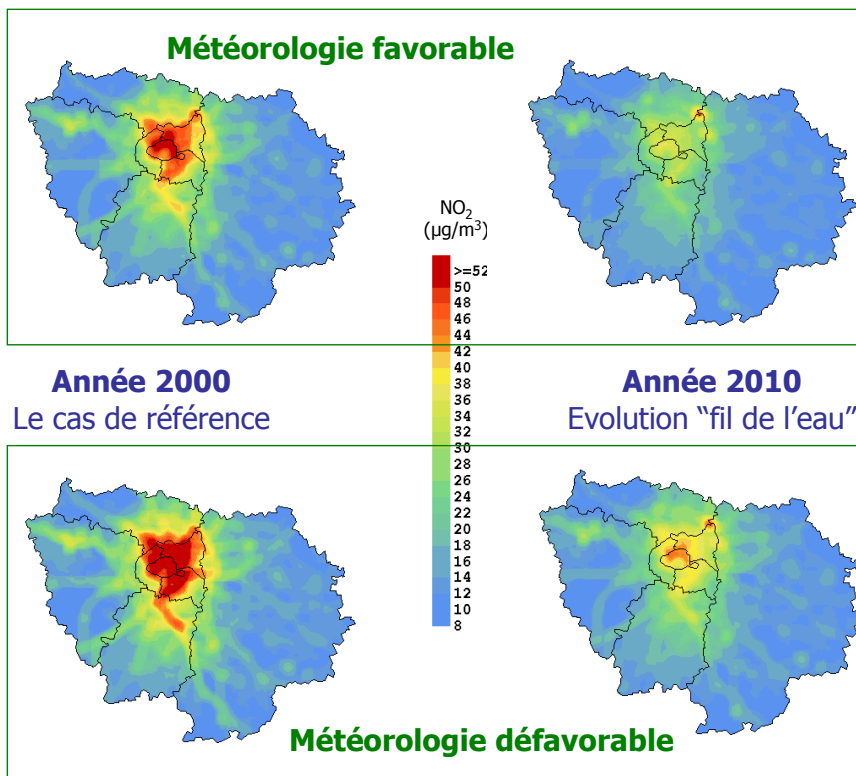 Météorologie favorable
NO2
(µg/m3)
>=52
50
48
46
44
42
40
38
36
34
32
30
28
26
24
22
20
18
16
14
12
10
8
Année 2000
Le cas de référence
Année 2010
Evolution “fil de l’eau”
Météorologie défavorable